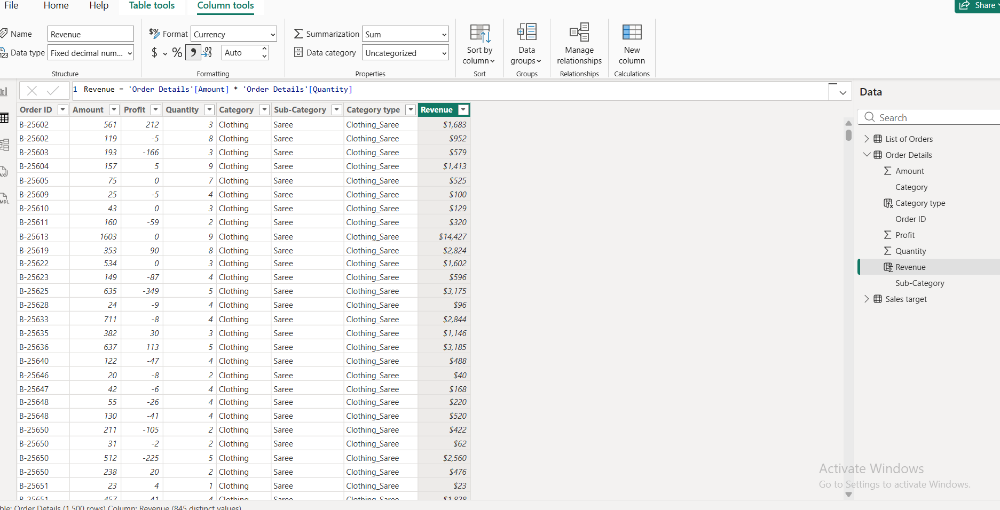 File Home Help Table tools Column tools Share
Name Revenue $% Format Currency Σ Summarization Sum
Data type Fixed decimal num... $ % , .00 Auto Data category Uncategorized
Sort by column Data groups Manage relationships New column
Structure Formatting Properties Sort Groups Relationships Calculations
1 Revenue = 'Order Details'[Amount] * 'Order Details'[Quantity]
Order ID Amount Profit Quantity Category Sub-Category Category type Revenue
B-25602 561 212 3 Clothing Saree Clothing_Saree $1,683
B-25602 119 -5 8 Clothing Saree Clothing_Saree $952
B-25603 193 -166 3 Clothing Saree Clothing_Saree $579
B-25604 157 5 9 Clothing Saree Clothing_Saree $1,413
B-25605 75 0 7 Clothing Saree Clothing_Saree $525
B-25609 25 -5 4 Clothing Saree Clothing_Saree $100
B-25610 43 0 3 Clothing Saree Clothing_Saree $129
B-25611 160 -59 2 Clothing Saree Clothing_Saree $320
B-25613 1603 0 9 Clothing Saree Clothing_Saree $14,427
B-25619 353 90 8 Clothing Saree Clothing_Saree $2,824
B-25622 534 0 3 Clothing Saree Clothing_Saree $1,602
B-25623 149 -87 4 Clothing Saree Clothing_Saree $596
B-25625 635 -349 5 Clothing Saree Clothing_Saree $3,175
B-25628 24 -9 4 Clothing Saree Clothing_Saree $96
B-25633 711 -8 4 Clothing Saree Clothing_Saree $2,844
B-25635 382 30 3 Clothing Saree Clothing_Saree $1,146
B-25636 637 113 5 Clothing Saree Clothing_Saree $3,185
B-25640 122 -47 4 Clothing Saree Clothing_Saree $488
B-25646 20 -8 2 Clothing Saree Clothing_Saree $40
B-25647 42 -6 4 Clothing Saree Clothing_Saree $168
B-25648 55 -26 4 Clothing Saree Clothing_Saree $220
B-25648 130 -41 4 Clothing Saree Clothing_Saree $520
B-25650 211 -105 2 Clothing Saree Clothing_Saree $422
B-25650 31 -2 2 Clothing Saree Clothing_Saree $62
B-25650 512 -225 5 Clothing Saree Clothing_Saree $2,560
B-25650 238 20 2 Clothing Saree Clothing_Saree $476
B-25651 23 4 1 Clothing Saree Clothing_Saree $23
B-25651 457 41 4 Clothing Saree Clothing_Saree $1,828
Data
Search
List of Orders
Order Details
Σ Amount
Category
Category type
Order ID
Σ Profit
Σ Quantity
Revenue
Sub-Category
Sales target
Activate Windows
Go to Settings to activate Windows.
ble: Order Details (1,500 rows) Column: Revenue (845 distinct values)